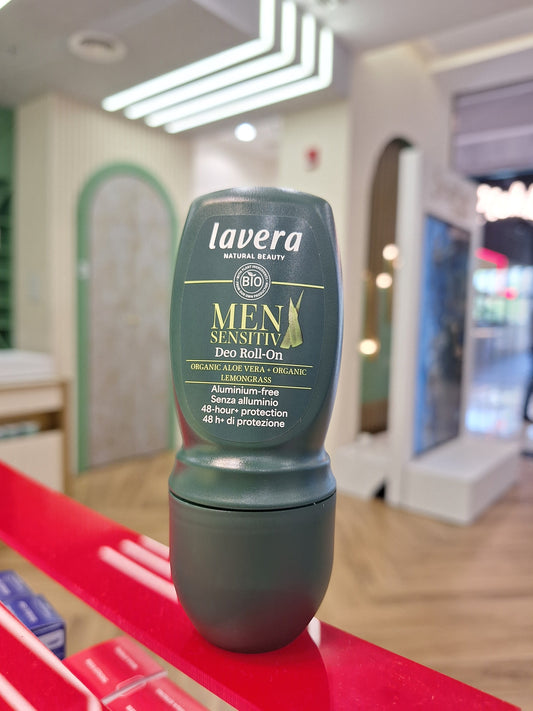 lavera
NATURAL BEAUTY
BIO
MEN
SENSITIV
Deo Roll-On
ORGANIC ALOE VERA + ORGANIC
LEMONGRASS
Aluminium-free
Senza alluminio
48-hour+ protection
48 h+ di protezione